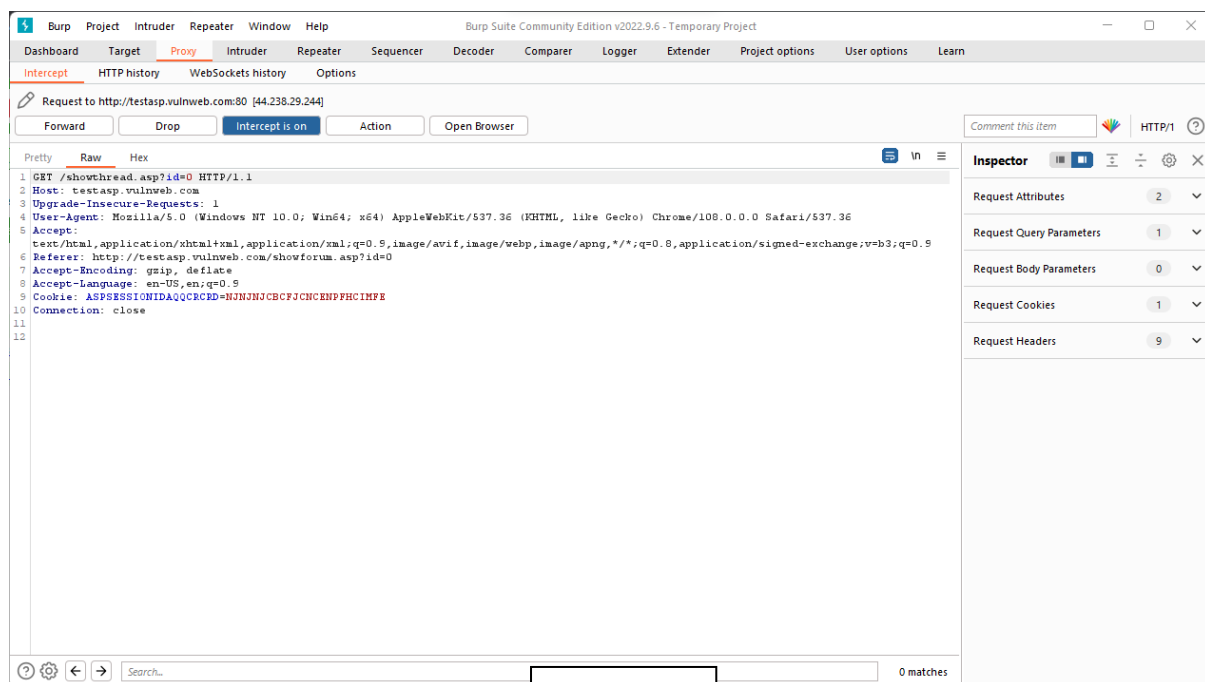 Burp Project Intruder Repeater Window Help Burp Suite Community Edition v2022.9.6 - Temporary Project
Dashboard Target Proxy Intruder Repeater Sequencer Decoder Comparer Logger Extender Project options User options Learn
Intercept HTTP history WebSockets history Options
Request to http://testasp.vulnweb.com:80 [44.238.29.244]
Forward Drop Intercept is on Action Open Browser Comment this item HTTP/1 ?
Pretty Raw Hex \n
Inspector
1 GET /showthread.asp?id=0 HTTP/1.1
2 Host: testasp.vulnweb.com
3 Upgrade-Insecure-Requests: 1
4 User-Agent: Mozilla/5.0 (Windows NT 10.0; Win64; x64) AppleWebKit/537.36 (KHTML, like Gecko) Chrome/108.0.0.0 Safari/537.36
5 Accept:
text/html,application/xhtml+xml,application/xml;q=0.9,image/avif,image/webp,image/apng,*/*;q=0.8,application/signed-exchange;v=b3;q=0.9
6 Referer: http://testasp.vulnweb.com/showforum.asp?id=0
7 Accept-Encoding: gzip, deflate
8 Accept-Language: en-US,en;q=0.9
9 Cookie: ASPSESSIONIDAQQCRCRD=NJNJNJCBCFJCNCENPFHCIMFE
10 Connection: close
11
12
Request Attributes 2
Request Query Parameters 1
Request Body Parameters 0
Request Cookies 1
Request Headers 9
? Search... 0 matches